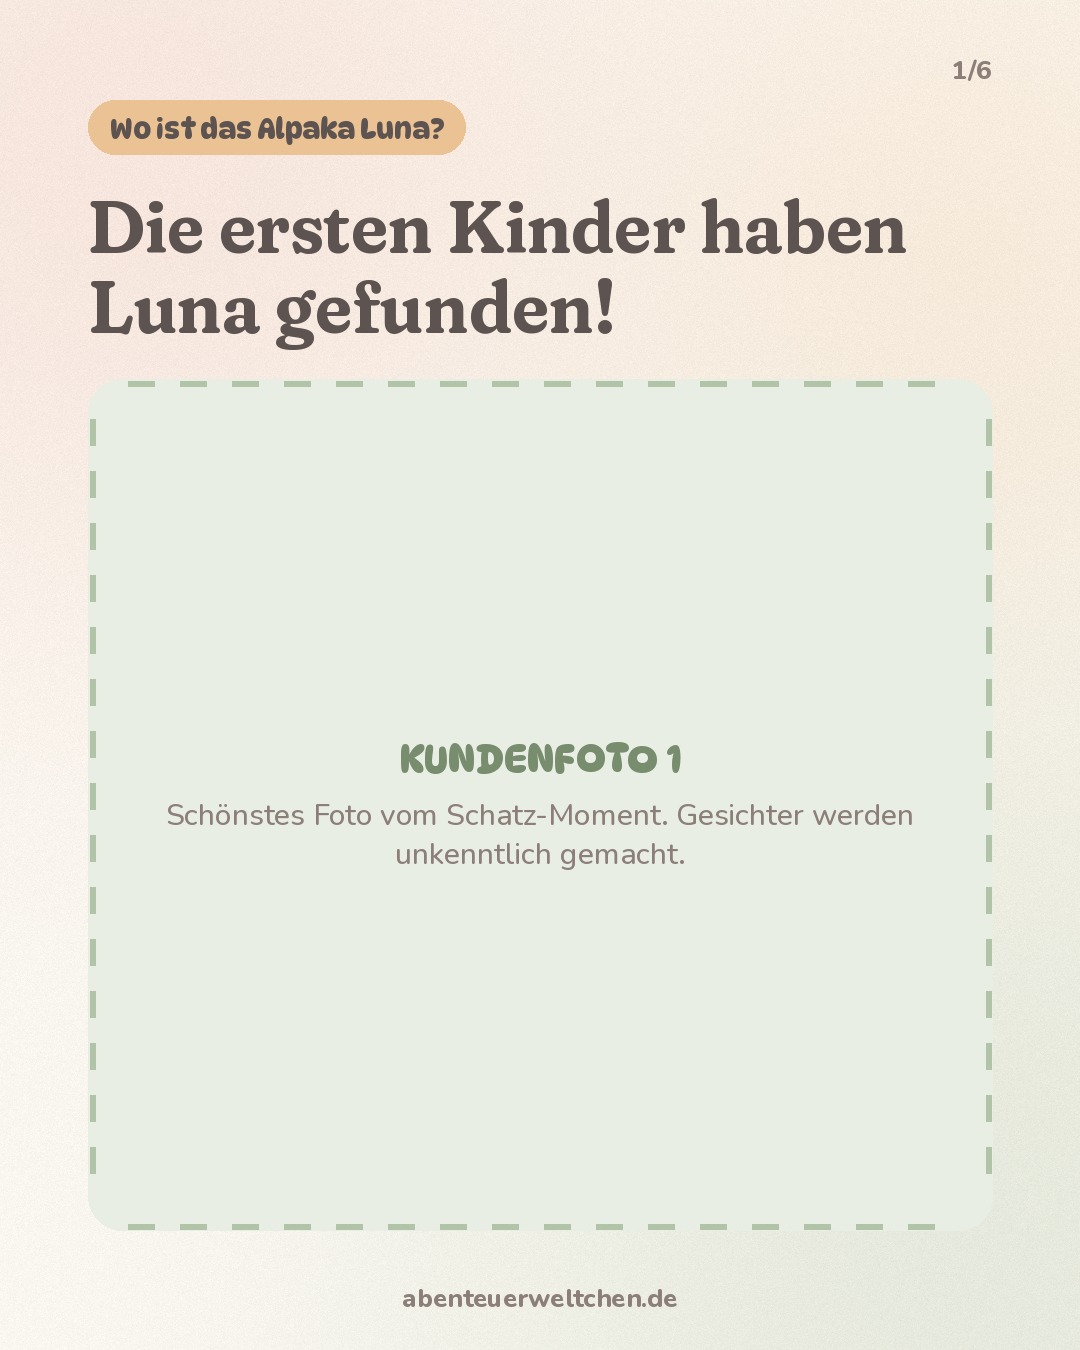 1/6
Wo ist das Alpaka Luna?
Die ersten Kinder haben
Luna gefunden!
KUNDENFOTO 1
Schönstes Foto vom Schatz-Moment. Gesichter werden
unkenntlich gemacht.
abenteuerweltchen.de